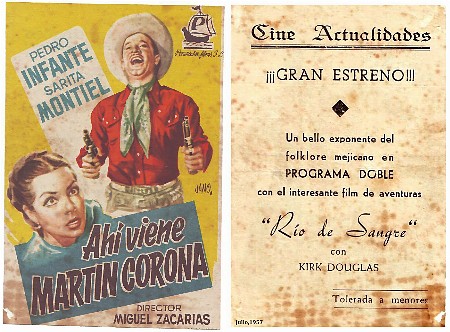 PEDRO
INFANTE
SARITA
MONTIEL
Ahí viene
MARTIN CORONA
DIRECTOR
MIGUEL ZACARIAS
Cine Actualidades
¡¡¡GRAN ESTRENO!!!
Un bello exponente del
folklore mejicano en
PROGRAMA DOBLE
con el interesante film de aventuras
"Río de Sangre"
con
KIRK DOUGLAS
Tolerada a menores
Julio,1957